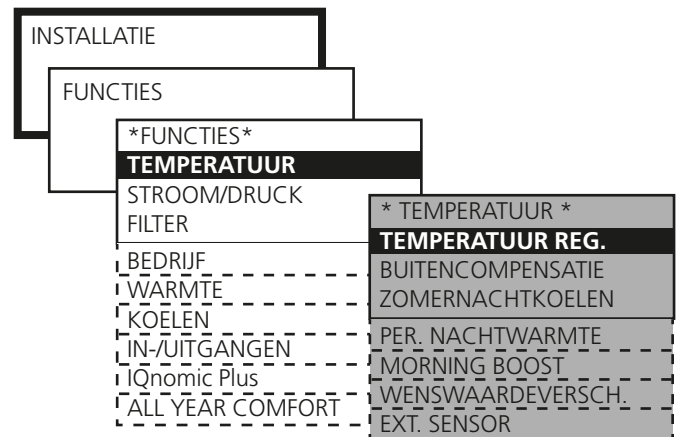 INSTALLATIE
FUNCTIES
*FUNCTIES*
TEMPERATUUR
STROOM/DRUCK
FILTER
BEDRIJF
WARMTE
KOELEN
IN-/UITGANGEN
IQnomic Plus
ALL YEAR COMFORT
* TEMPERATUUR *
TEMPERATUUR REG.
BUITENCOMPENSATIE
ZOMERNACHTKOELEN
PER. NACHTWARMTE
MORNING BOOST
WENSWAARDEVERSCH.
EXT. SENSOR